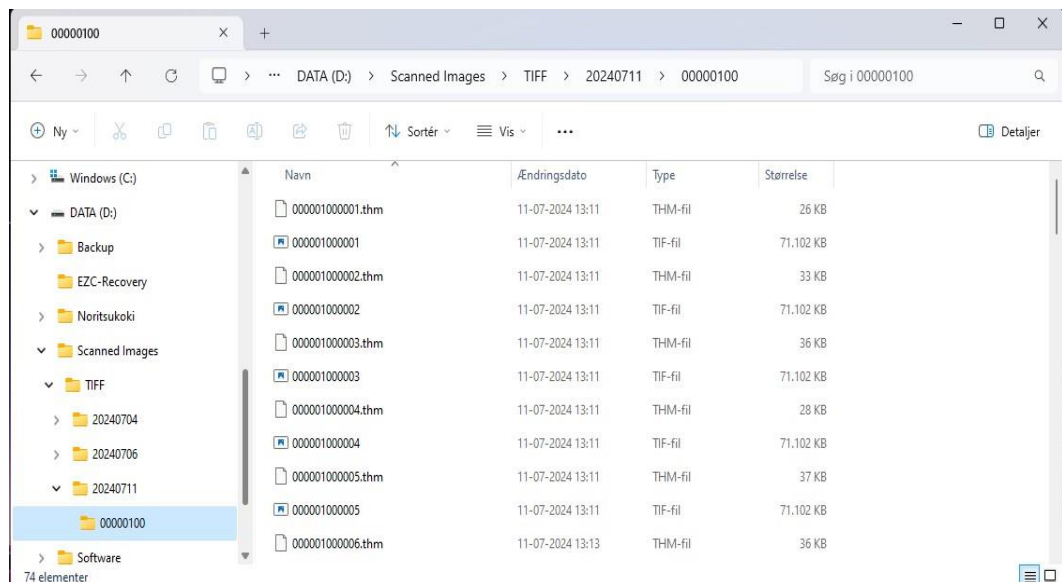 00000100
DATA (D:) > Scanned Images > TIFF > 20240711 > 00000100 Søg i 00000100
Ny Sortér Vis Detaljer
Windows (C:)
DATA (D:)
Backup
EZC-Recovery
Noritsukoki
Scanned Images
TIFF
20240704
20240706
20240711
00000100
Software
Navn Ændringsdato Type Størrelse
000001000001.thm 11-07-2024 13:11 THM-fil 26 KB
000001000001 11-07-2024 13:11 TIF-fil 71.102 KB
000001000002.thm 11-07-2024 13:11 THM-fil 33 KB
000001000002 11-07-2024 13:11 TIF-fil 71.102 KB
000001000003.thm 11-07-2024 13:11 THM-fil 36 KB
000001000003 11-07-2024 13:11 TIF-fil 71.102 KB
000001000004.thm 11-07-2024 13:11 THM-fil 28 KB
000001000004 11-07-2024 13:11 TIF-fil 71.102 KB
000001000005.thm 11-07-2024 13:11 THM-fil 37 KB
000001000005 11-07-2024 13:11 TIF-fil 71.102 KB
000001000006.thm 11-07-2024 13:13 THM-fil 36 KB
74 elementer